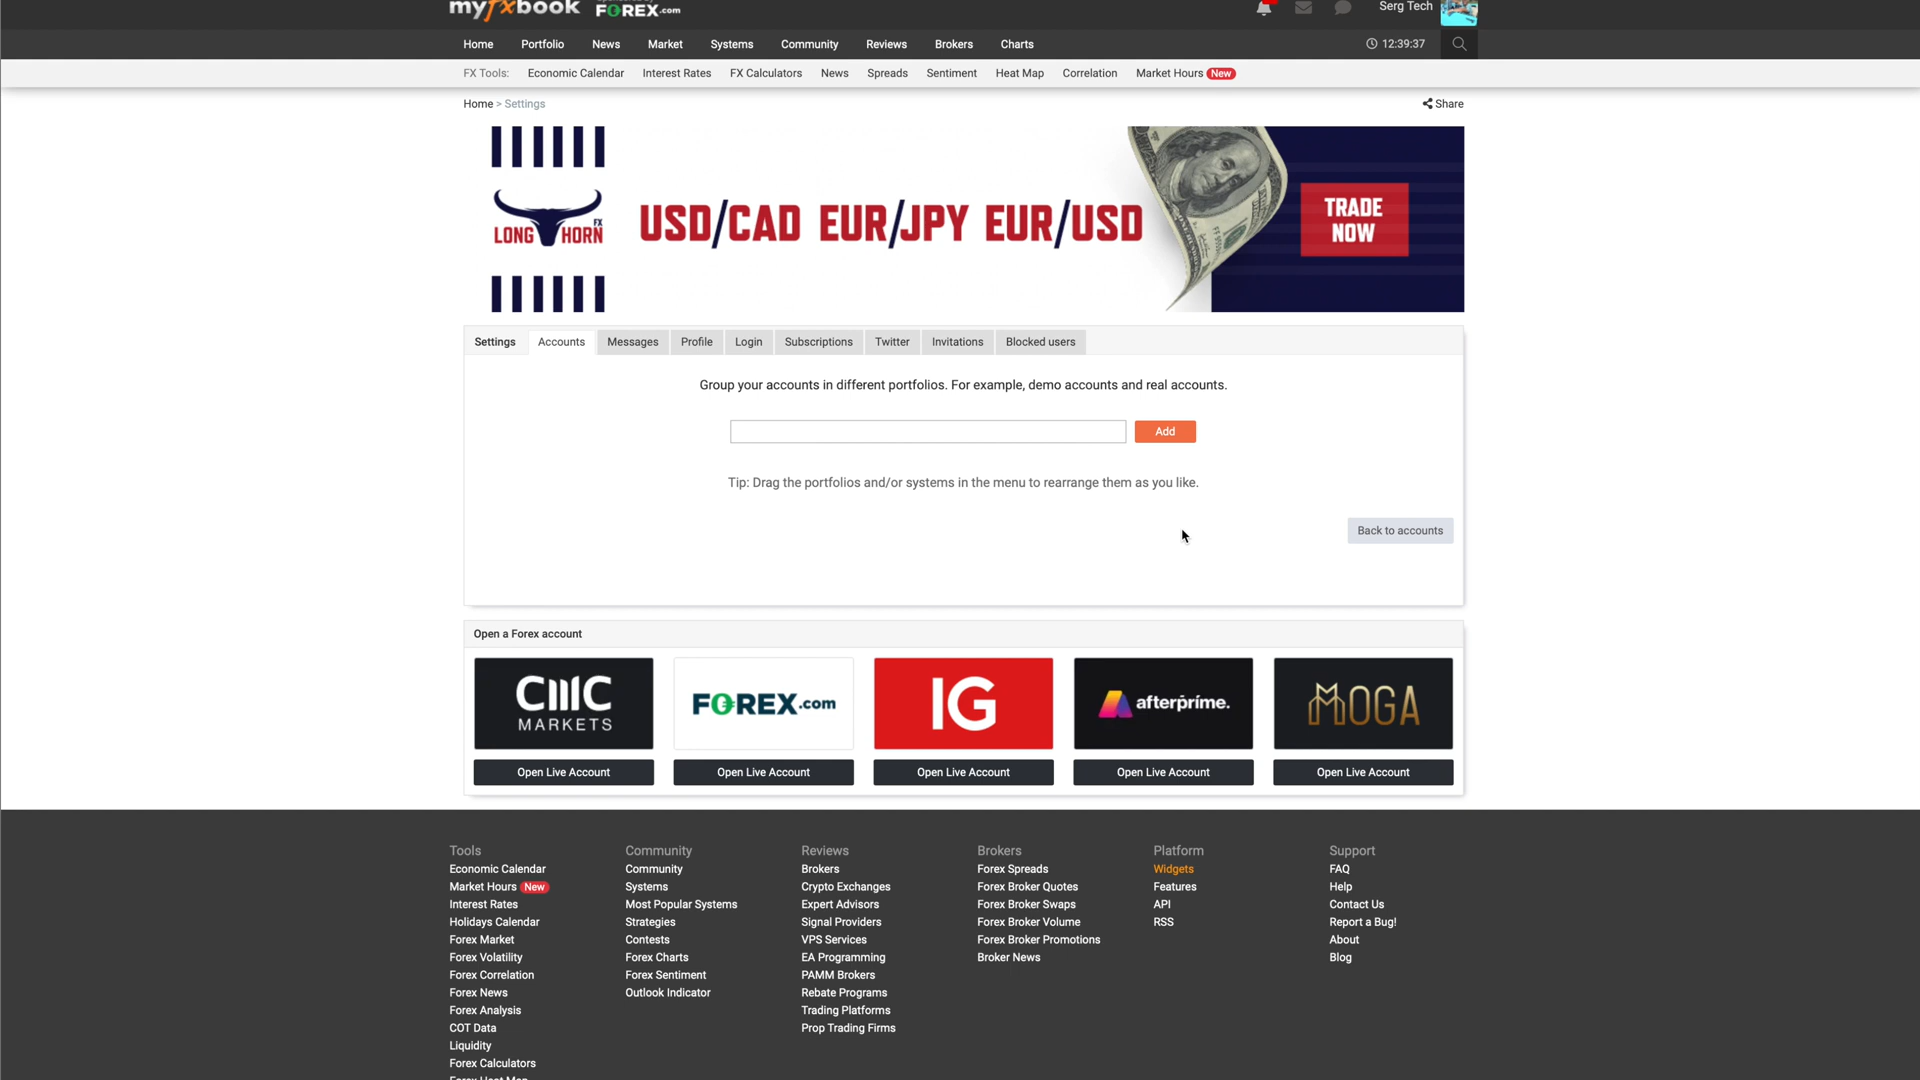 myfxbook
FOREX.com
Serg Tech
Home Portfolio News Market Systems Community Reviews Brokers Charts
12:39:37
FX Tools: Economic Calendar Interest Rates FX Calculators News Spreads Sentiment Heat Map Correlation Market Hours New
Home > Settings
Share
LONG HORN FX
USD/CAD EUR/JPY EUR/USD
TRADE
NOW
Settings Accounts Messages Profile Login Subscriptions Twitter Invitations Blocked users
Group your accounts in different portfolios. For example, demo accounts and real accounts.
Add
Tip: Drag the portfolios and/or systems in the menu to rearrange them as you like.
Back to accounts
Open a Forex account
CMC
MARKETS
FOREX.com
IG
afterprime.
MOGA
Open Live Account Open Live Account Open Live Account Open Live Account Open Live Account
Tools
Economic Calendar
Market Hours New
Interest Rates
Holidays Calendar
Forex Market
Forex Volatility
Forex Correlation
Forex News
Forex Analysis
COT Data
Liquidity
Forex Calculators
Forex Heat Map
Community
Community
Systems
Most Popular Systems
Strategies
Contests
Forex Charts
Forex Sentiment
Outlook Indicator
Reviews
Brokers
Crypto Exchanges
Expert Advisors
Signal Providers
VPS Services
EA Programming
PAMM Brokers
Rebate Programs
Trading Platforms
Prop Trading Firms
Brokers
Forex Spreads
Forex Broker Quotes
Forex Broker Swaps
Forex Broker Volume
Forex Broker Promotions
Broker News
Platform
Widgets
Features
API
RSS
Support
FAQ
Help
Contact Us
Report a Bug!
About
Blog